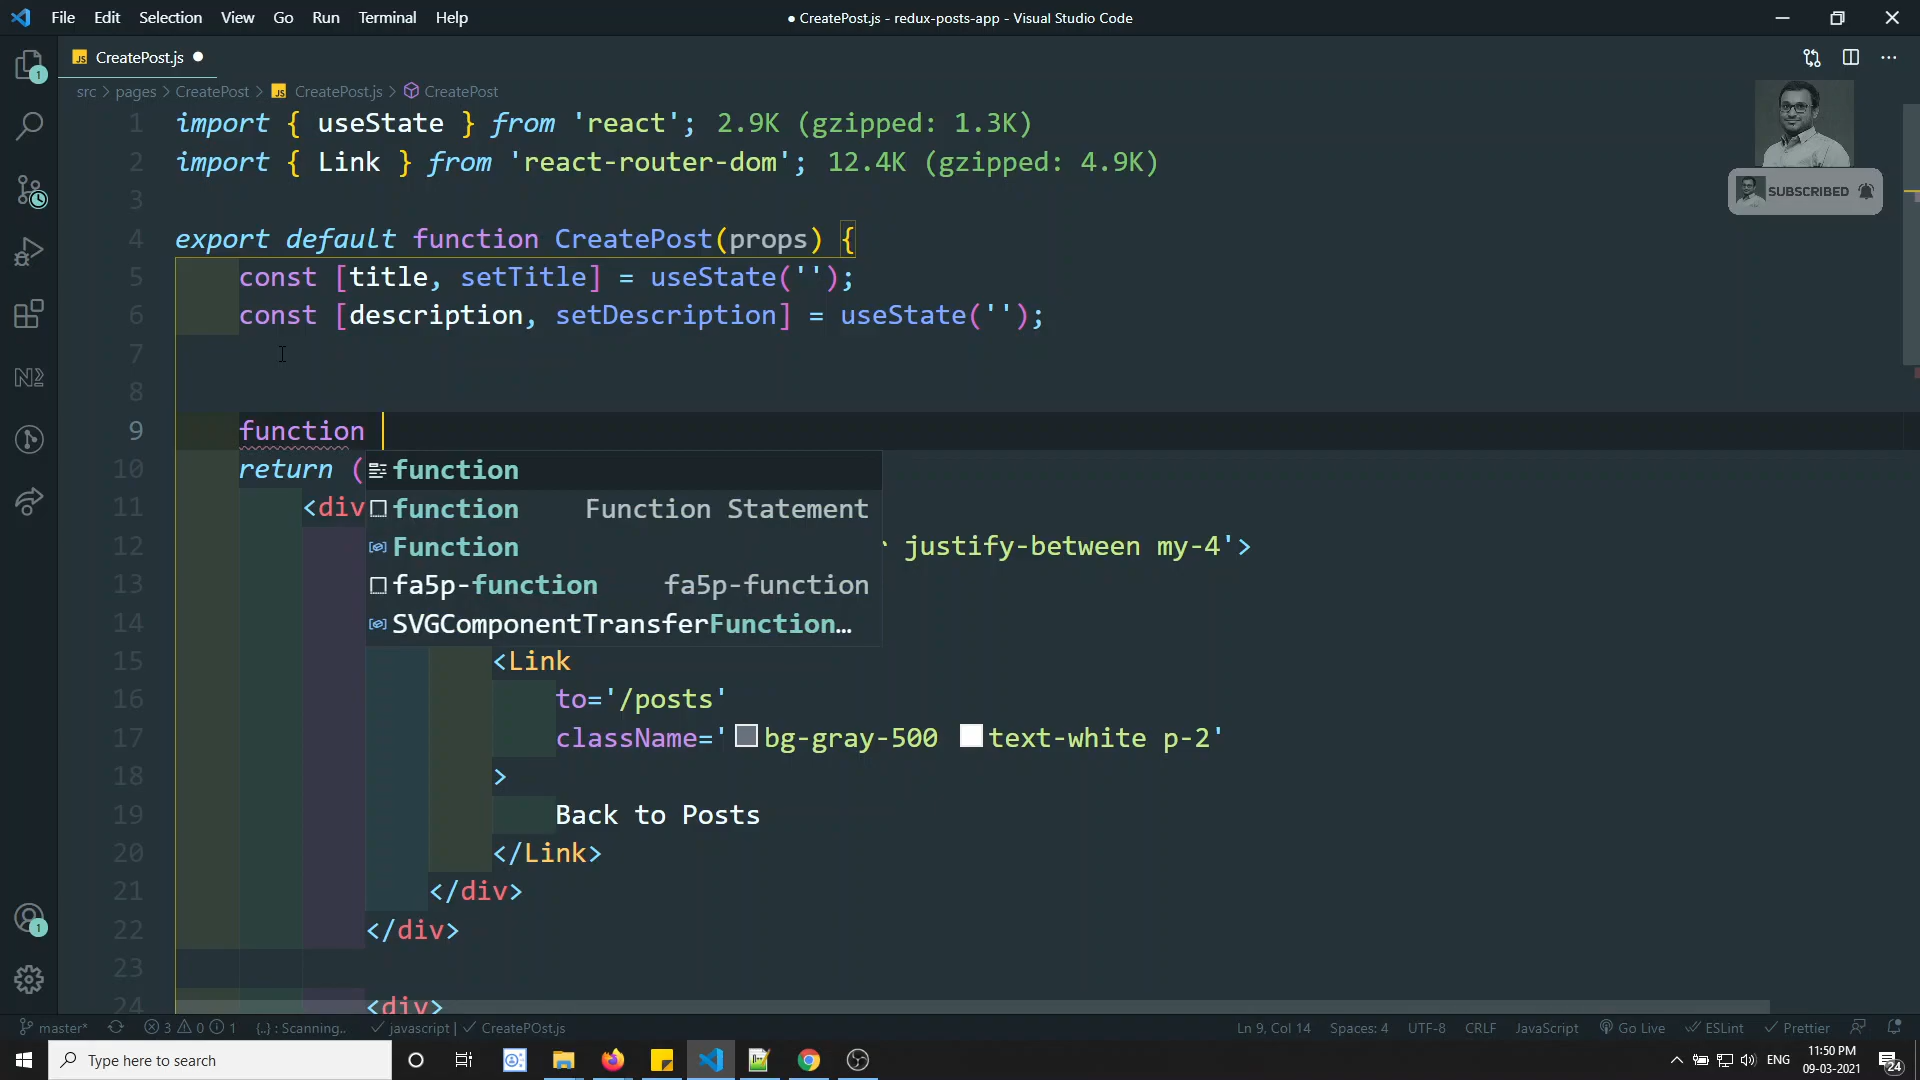 File Edit Selection View Go Run Terminal Help
● CreatePost.js - redux-posts-app - Visual Studio Code
JS CreatePost.js ●
src > pages > CreatePost > JS CreatePost.js > CreatePost
SUBSCRIBED
1 import { useState } from 'react'; 2.9K (gzipped: 1.3K)
2 import { Link } from 'react-router-dom'; 12.4K (gzipped: 4.9K)
3
4 export default function CreatePost(props) {
5 const [title, setTitle] = useState('');
6 const [description, setDescription] = useState('');
7
8
9 function
function
function Function Statement
Function
fa5p-function fa5p-function
SVGComponentTransferFunction…
10 return (
11 <div
12 justify-between my-4'>
13
14
15 <Link
16 to='/posts'
17 className='bg-gray-500 text-white p-2'
18 >
19 Back to Posts
20 </Link>
21 </div>
22 </div>
23
24 <div>
master* 3 0 1 {..} : Scanning.. javascript | CreatePOst.js Ln 9, Col 14 Spaces: 4 UTF-8 CRLF JavaScript Go Live ESLint Prettier
Type here to search
ENG 11:50 PM
09-03-2021
24